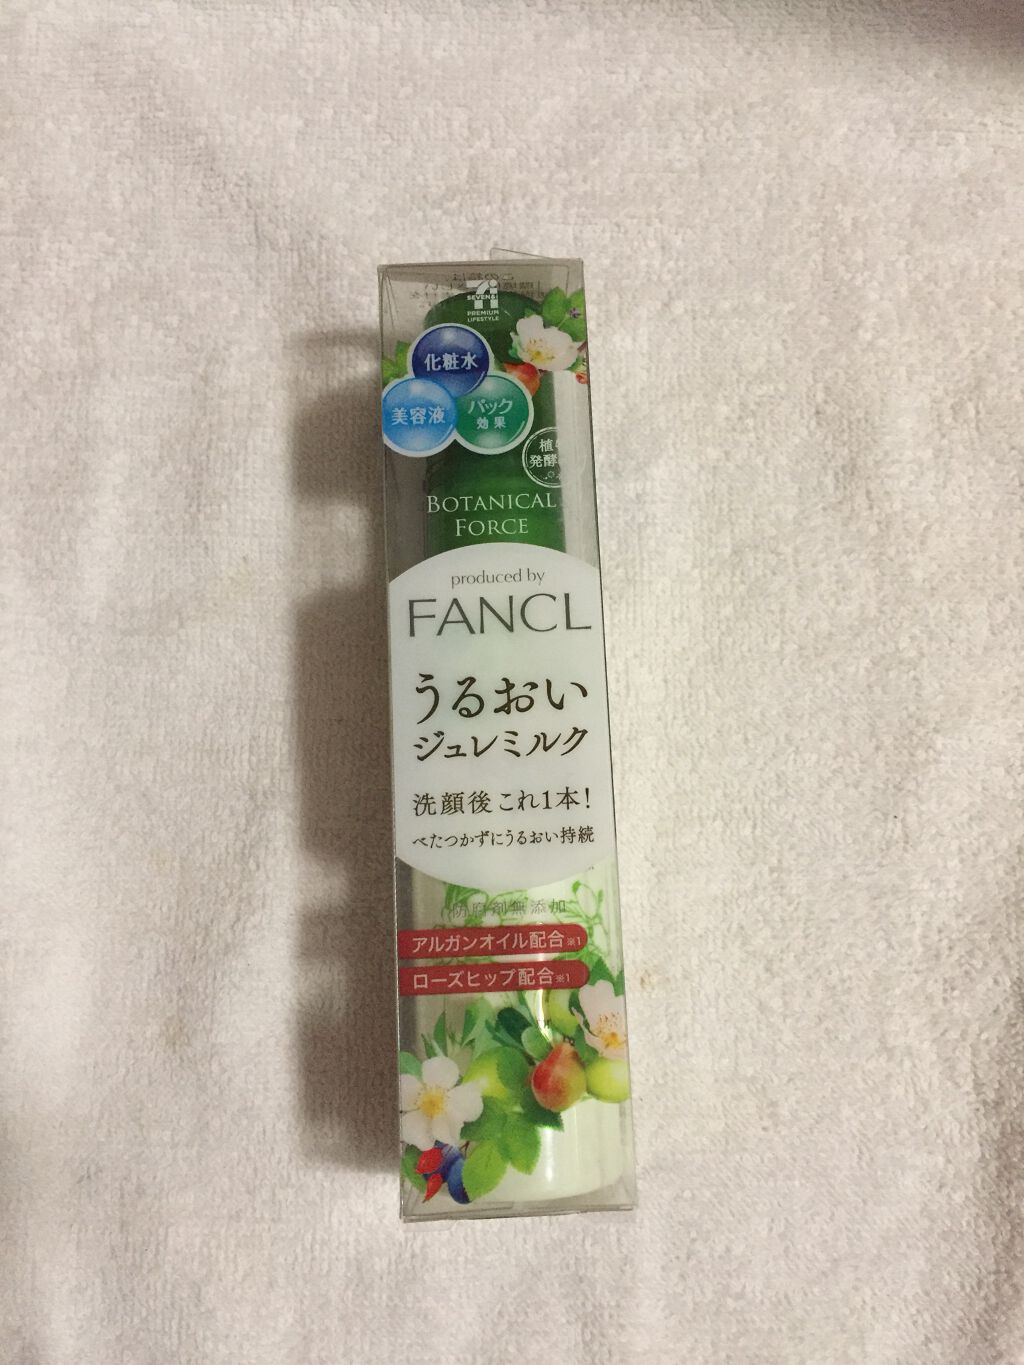 SEVEN&i
PREMIUM
LIFESTYLE
化粧水
美容液
パック
効果
発酵
BOTANICAL
FORCE
produced by
FANCL
うるおい
ジュレミルク
洗顔後これ1本!
べたつかずにうるおい持続
防腐剤無添加
アルガンオイル配合※1
ローズヒップ配合※1